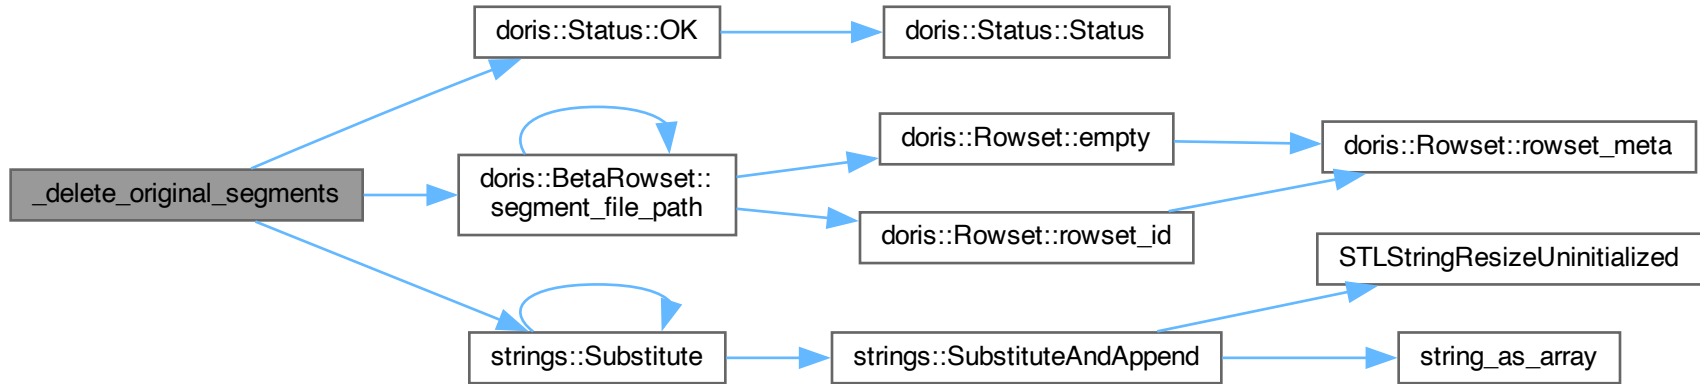 doris::Status::OK
doris::Status::Status
doris::Rowset::empty
doris::Rowset::rowset_meta
_delete_original_segments
doris::BetaRowset::
segment_file_path
doris::Rowset::rowset_id
STLStringResizeUninitialized
strings::Substitute
strings::SubstituteAndAppend
string_as_array